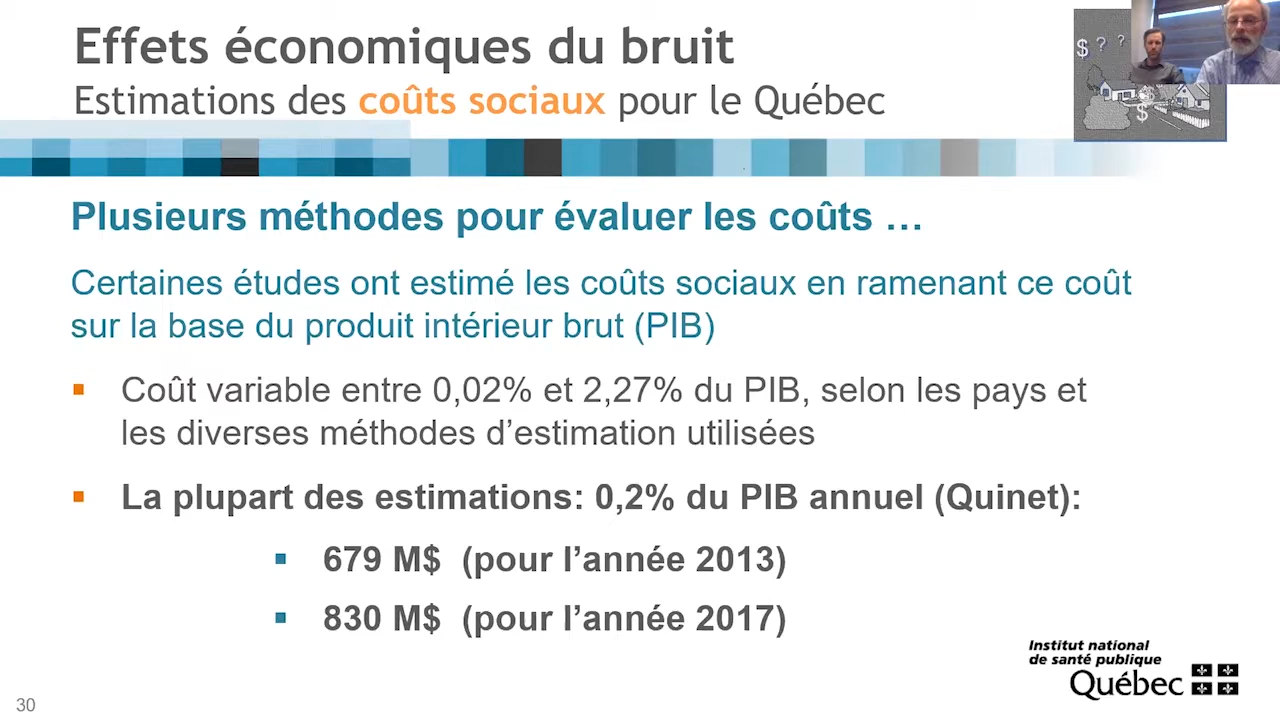 Effets économiques du bruit
Estimations des coûts sociaux pour le Québec
$ ? ?
$
Plusieurs méthodes pour évaluer les coûts …
Certaines études ont estimé les coûts sociaux en ramenant ce coût
sur la base du produit intérieur brut (PIB)
▪ Coût variable entre 0,02% et 2,27% du PIB, selon les pays et
les diverses méthodes d’estimation utilisées
▪ La plupart des estimations: 0,2% du PIB annuel (Quinet):
▪ 679 M$ (pour l’année 2013)
▪ 830 M$ (pour l’année 2017)
Institut national
de santé publique
Québec
30